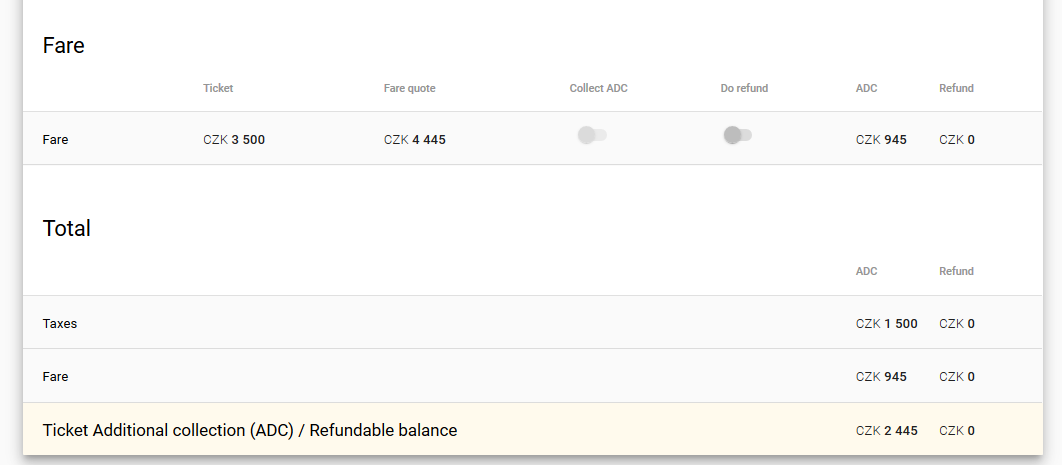 Fare
Ticket Fare quote Collect ADC Do refund ADC Refund
Fare CZK 3 500 CZK 4 445 CZK 945 CZK 0
Total
ADC Refund
Taxes CZK 1 500 CZK 0
Fare CZK 945 CZK 0
Ticket Additional collection (ADC) / Refundable balance CZK 2 445 CZK 0